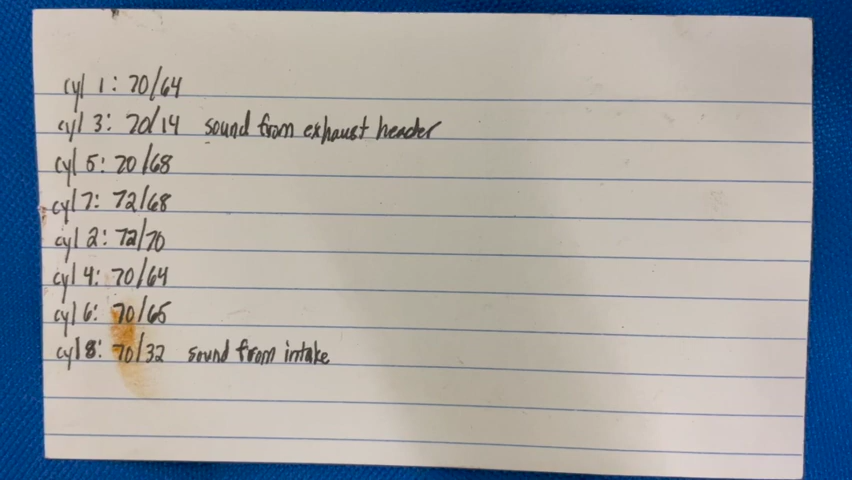 cyl 1: 70/64
cyl 3: 70/14 sound from exhaust header
cyl 5: 70/68
cyl 7: 72/68
cyl 2: 72/70
cyl 4: 70/64
cyl 6: 70/65
cyl 8: 70/32 sound from intake